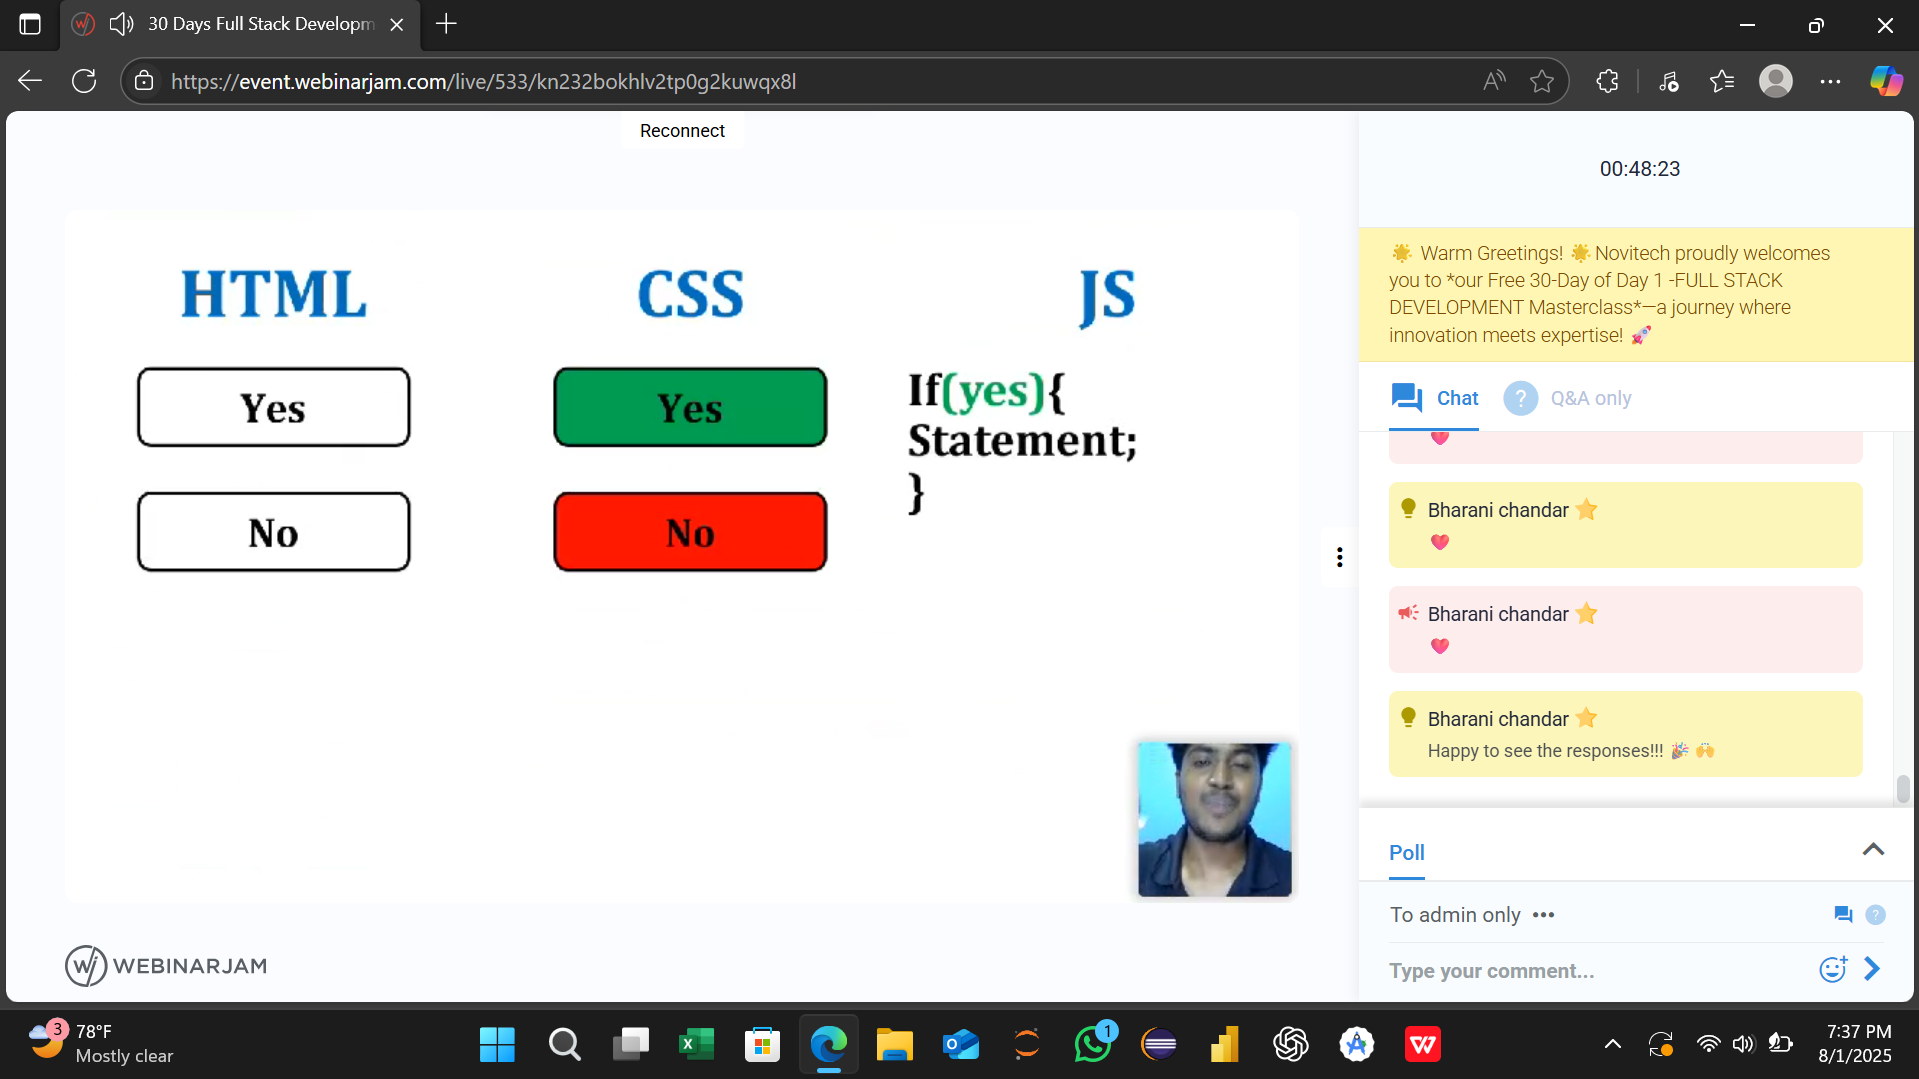 30 Days Full Stack Developm
https://event.webinarjam.com/live/533/kn232bokhlv2tp0g2kuwqx8l
Reconnect
HTML CSS JS
Yes
No
Yes
No
If(yes){
Statement;
}
WEBINARJAM
00:48:23
🌟 Warm Greetings! 🌟 Novitech proudly welcomes
you to *our Free 30-Day of Day 1 -FULL STACK
DEVELOPMENT Masterclass*—a journey where
innovation meets expertise! 🚀
Chat
? Q&A only
Bharani chandar ⭐
Bharani chandar ⭐
Bharani chandar ⭐
Happy to see the responses!!! 🎉 🙌
Poll
To admin only •••
Type your comment...
3
78°F
Mostly clear
1
7:37 PM
8/1/2025